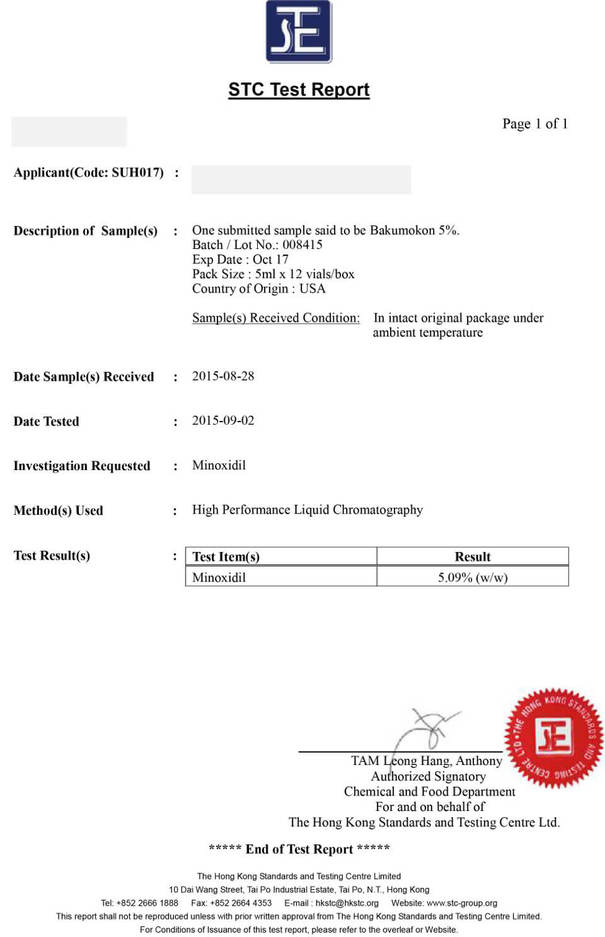 STC
STC Test Report
Page 1 of 1
Applicant(Code: SUH017) :
Description of Sample(s) : One submitted sample said to be Bakumokon 5%.
Batch / Lot No.: 008415
Exp Date : Oct 17
Pack Size : 5ml x 12 vials/box
Country of Origin : USA
Sample(s) Received Condition: In intact original package under
ambient temperature
Date Sample(s) Received : 2015-08-28
Date Tested : 2015-09-02
Investigation Requested : Minoxidil
Method(s) Used : High Performance Liquid Chromatography
Test Result(s) : Test Item(s) Result
Minoxidil 5.09% (w/w)
THE HONG KONG STANDARDS AND TESTING CENTRE LTD
STC
TAM Leong Hang, Anthony
Authorized Signatory
Chemical and Food Department
For and on behalf of
The Hong Kong Standards and Testing Centre Ltd.
***** End of Test Report *****
The Hong Kong Standards and Testing Centre Limited
10 Dai Wang Street, Tai Po Industrial Estate, Tai Po, N.T., Hong Kong
Tel: +852 2666 1888 Fax: +852 2664 4353 E-mail : hkstc@hkstc.org Website: www.stc-group.org
This report shall not be reproduced unless with prior written approval from The Hong Kong Standards and Testing Centre Limited.
For Conditions of Issuance of this test report, please refer to the overleaf or Website.